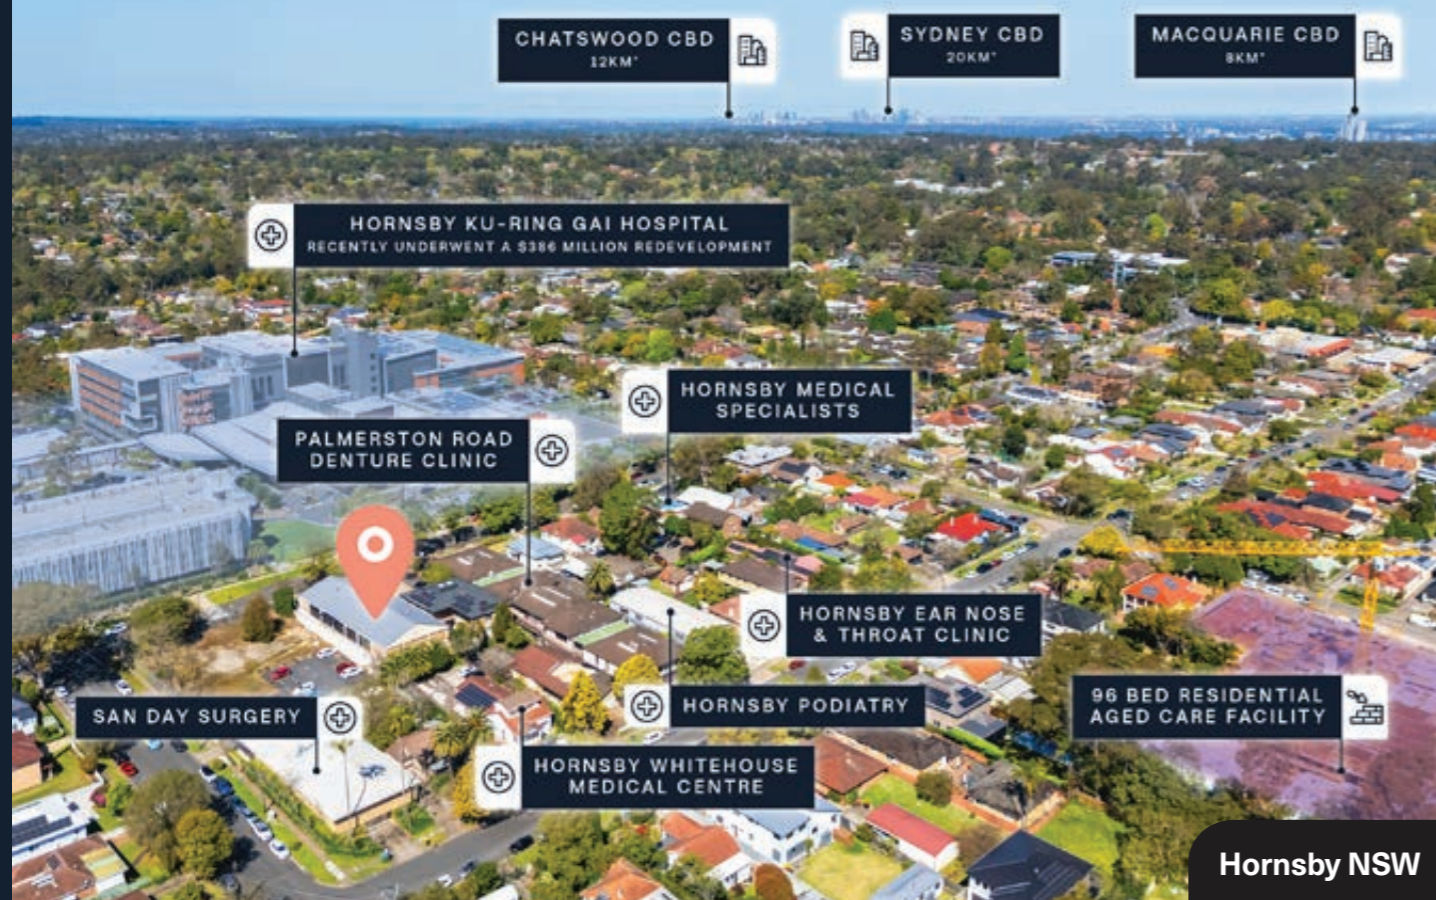 CHATSWOOD CBD
12KM*
SYDNEY CBD
20KM*
MACQUARIE CBD
8KM*
HORNSBY KU-RING GAI HOSPITAL
RECENTLY UNDERWENT A $386 MILLION REDEVELOPMENT
HORNSBY MEDICAL
SPECIALISTS
PALMERSTON ROAD
DENTURE CLINIC
HORNSBY EAR NOSE
& THROAT CLINIC
SAN DAY SURGERY
HORNSBY PODIATRY
96 BED RESIDENTIAL
AGED CARE FACILITY
HORNSBY WHITEHOUSE
MEDICAL CENTRE
Hornsby NSW